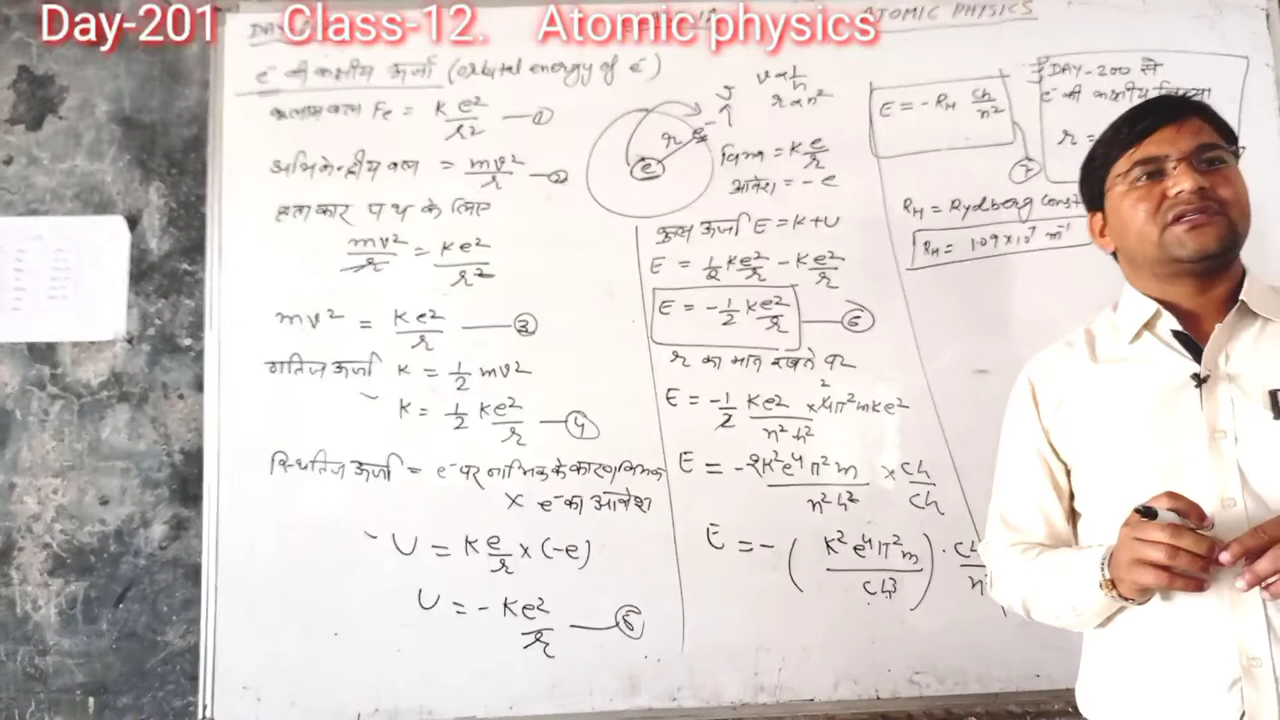 Day-201 Class-12. Atomic physics
ATOMIC PHYSICS
e⁻ की कक्षीय ऊर्जा (orbital energy of e⁻)
Fe = K e²/r² — ①
अभिकेन्द्रीय बल = mv²/r — ②
पथ के लिए
mv²/r = Ke²/r²
mv² = Ke²/r — ③
गतिज ऊर्जा K = 1/2 mv²
K = 1/2 Ke²/r — ④
स्थितिज ऊर्जा = e⁻ पर नाभिक के कारण विभव
× e⁻ का आवेश
U = K e/r × (-e)
U = - Ke²/r — ⑤
v ∝ 1/n
r ∝ n²
r
e⁻
e
विभव = K e/r
आवेश = - e
कुल ऊर्जा E = K+U
E = 1/2 Ke²/r - Ke²/r
E = -1/2 Ke²/r — ⑥
r का मान रखने पर
E = -1/2 Ke²/n²h² × 4π²mke²
2
E = - 2K²e⁴π²m/n²h² × ch/ch
E = - ( K²e⁴π²m/ch3 ) .
E = - R_H ch/n²
7
DAY-200 से
e⁻ की कक्षीय त्रिज्या
r =
R_H = Rydberg Const
R_H = 1.09×10⁷ m⁻¹